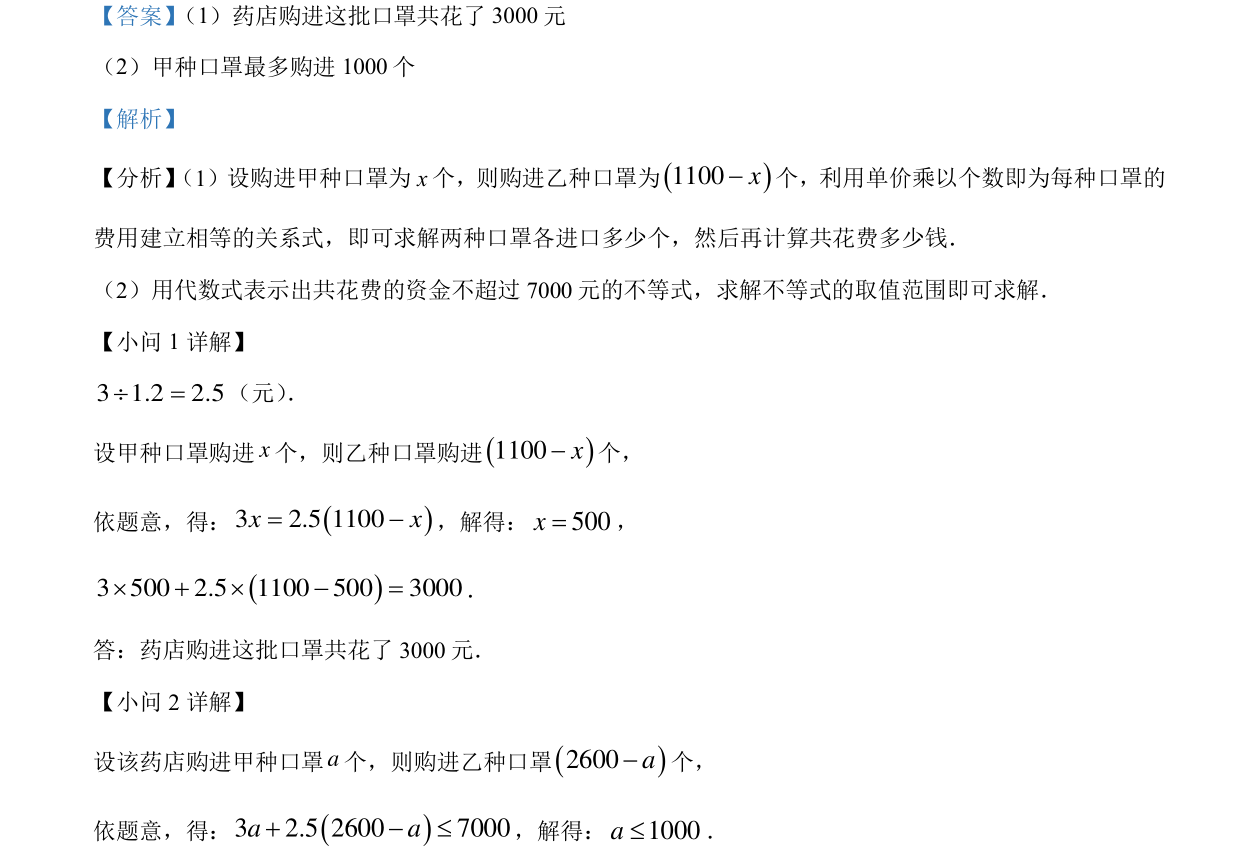 【答案】（1）药店购进这批口罩共花了 3000 元
（2）甲种口罩最多购进 1000 个
【解析】
【分析】（1）设购进甲种口罩为 x 个，则购进乙种口罩为(1100－x)个，利用单价乘以个数即为每种口罩的
费用建立相等的关系式，即可求解两种口罩各进口多少个，然后再计算共花费多少钱．
（2）用代数式表示出共花费的资金不超过 7000 元的不等式，求解不等式的取值范围即可求解．
【小问 1 详解】
3÷1.2＝2.5（元）．
设甲种口罩购进 x 个，则乙种口罩购进(1100－x)个，
依题意，得：3x＝2.5(1100－x)，解得：x＝500，
3×500＋2.5×(1100－500)＝3000．
答：药店购进这批口罩共花了 3000 元．
【小问 2 详解】
设该药店购进甲种口罩 a 个，则购进乙种口罩(2600－a)个，
依题意，得：3a＋2.5(2600－a)≤7000，解得：a≤1000．